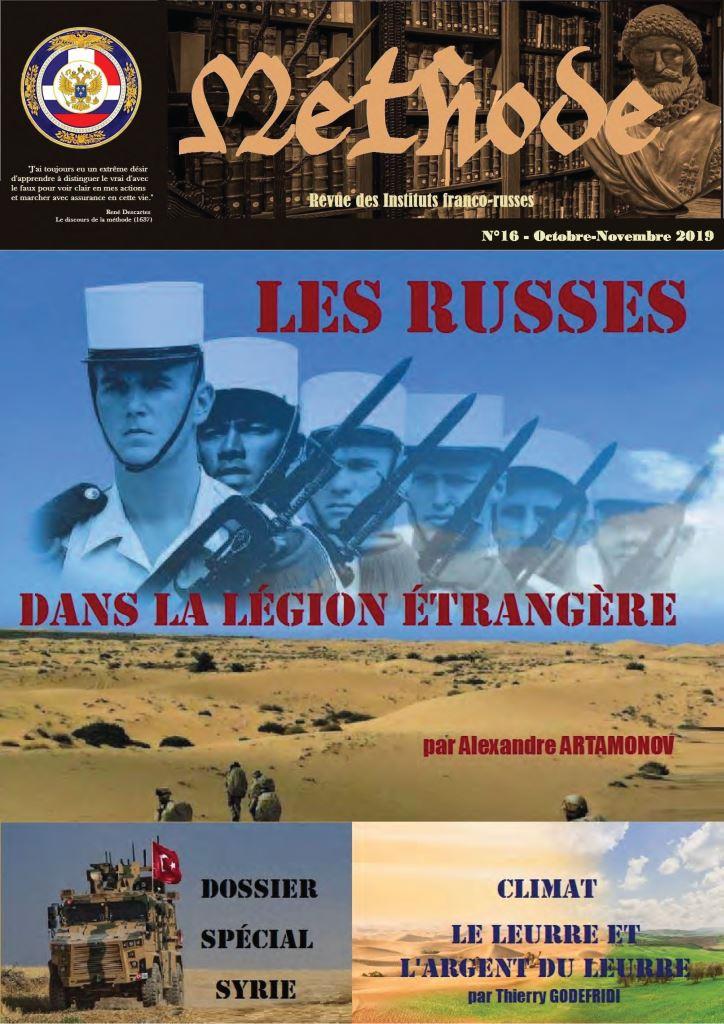 Méthode
"J'ai toujours eu un extrême désir
d'apprendre à distinguer le vrai d'avec
le faux pour voir clair en mes actions
et marcher avec assurance en cette vie."
René Descartes
Le discours de la méthode (1637)
Revue des Instituts franco-russes
N°16 - Octobre-Novembre 2019
LES RUSSES
DANS LA LÉGION ÉTRANGÈRE
par Alexandre ARTAMONOV
DOSSIER
SPÉCIAL
SYRIE
CLIMAT
LE LEURRE ET
L'ARGENT DU LEURRE
par Thierry GODEFRIDI